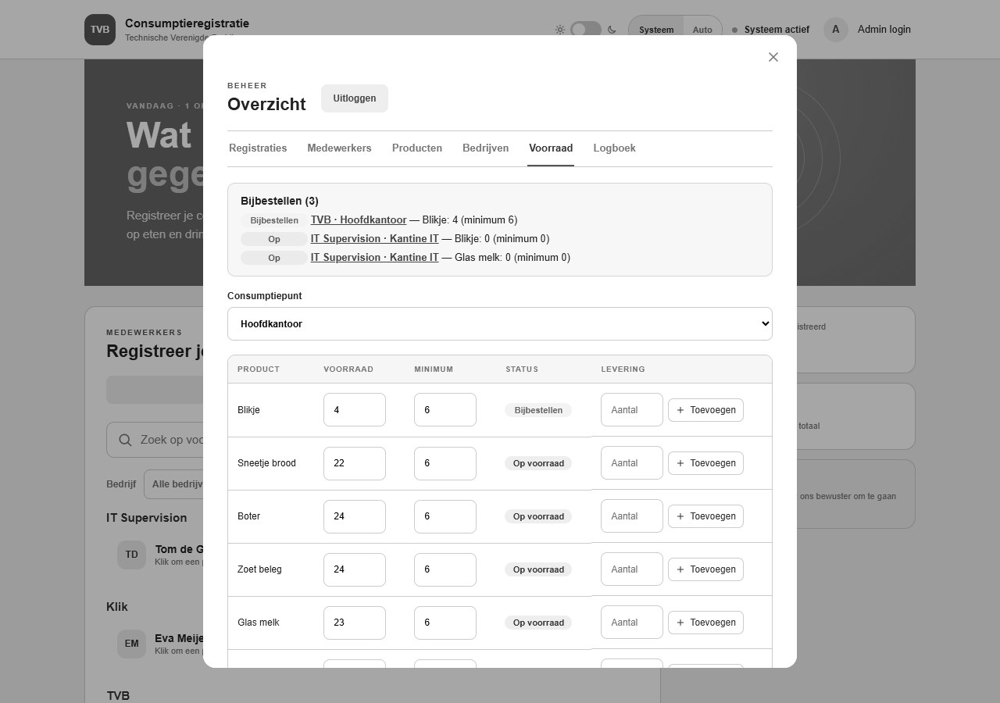 TVB
Consumptieregistratie
Technische Verenigde
Systeem
Auto
Systeem actief
A
Admin login
VANDAAG · 1
Wat
gege
Registreer je
op eten en
MEDEWERKERS
Registreer
Zoek op
Bedrijf
Alle
IT Supervision
TD
Tom de G
Klik om een
Klik
EM
Eva Meije
Klik om een
TVB
totaal
ons bewuster om te gaan
BEHEER
Overzicht
Uitloggen
Registraties
Medewerkers
Producten
Bedrijven
Voorraad
Logboek
Bijbestellen (3)
Bijbestellen TVB · Hoofdkantoor — Blikje: 4 (minimum 6)
Op IT Supervision · Kantine IT — Blikje: 0 (minimum 0)
Op IT Supervision · Kantine IT — Glas melk: 0 (minimum 0)
Consumptiepunt
Hoofdkantoor
PRODUCT VOORRAAD MINIMUM STATUS LEVERING
Blikje 4 6 Bijbestellen Aantal + Toevoegen
Sneetje brood 22 6 Op voorraad Aantal + Toevoegen
Boter 24 6 Op voorraad Aantal + Toevoegen
Zoet beleg 24 6 Op voorraad Aantal + Toevoegen
Glas melk 23 6 Op voorraad Aantal + Toevoegen